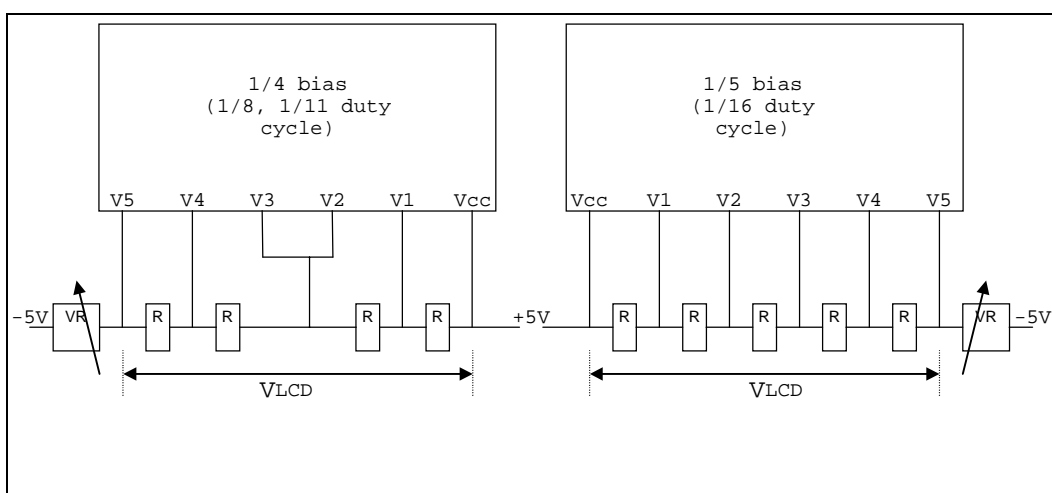 1/4 bias
(1/8, 1/11 duty
cycle)
V5 V4 V3 V2 V1 Vcc
1/5 bias
(1/16 duty
cycle)
Vcc V1 V2 V3 V4 V5
-5V VR R R R R +5V R R R R R VR -5V
VLCD VLCD